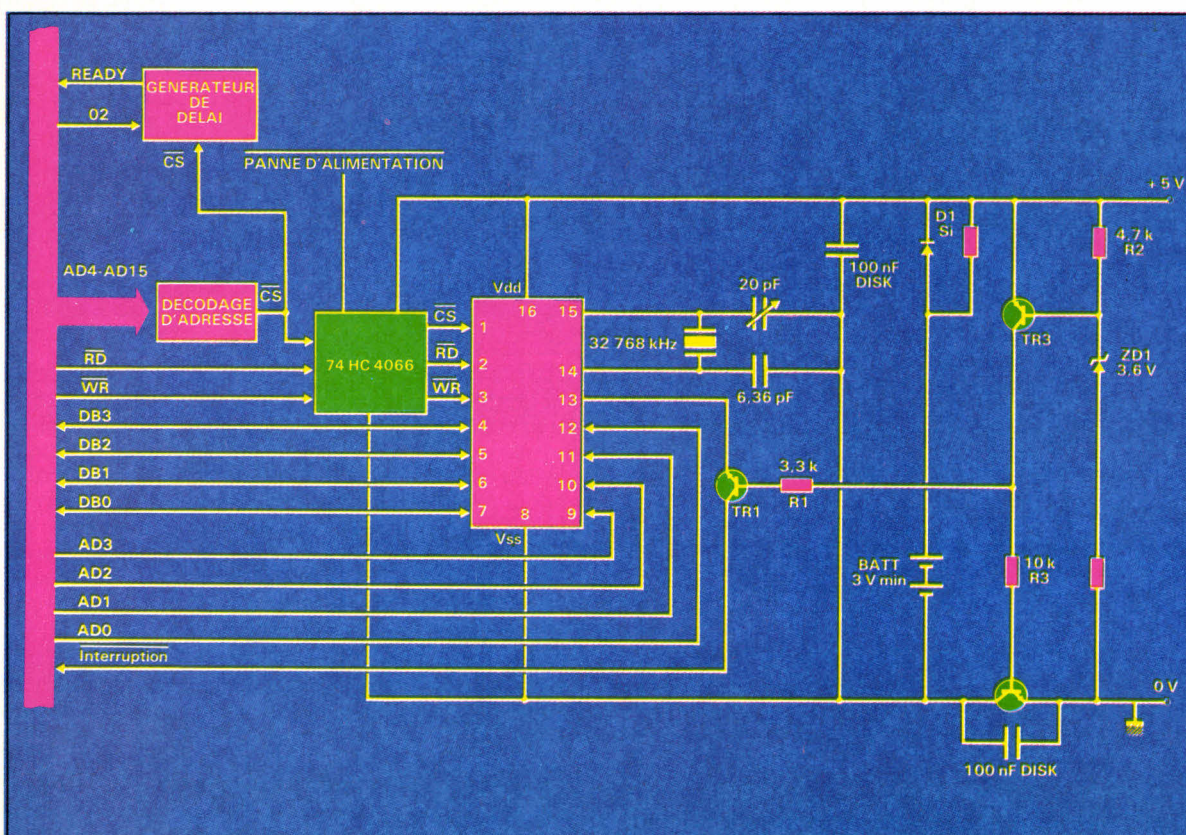 READY
02
GENERATEUR
DE
DELAI
CS
PANNE D'ALIMENTATION
+ 5 V
AD4-AD15
DECODAGE
D'ADRESSE
CS
RD
WR
DB3
DB2
DB1
DB0
AD3
AD2
AD1
AD0
Interruption
74 HC 4066
CS
RD
WR
Vdd
16
15
1
2
14
3
13
4
12
5
11
6
10
7
8
9
Vss
20 pF
32 768 kHz
6,36 pF
100 nF
DISK
D1
Si
4,7 k
R2
TR3
ZD1
3,6 V
3,3 k
R1
TR1
BATT
3 V min
10 k
R3
0 V
100 nF DISK